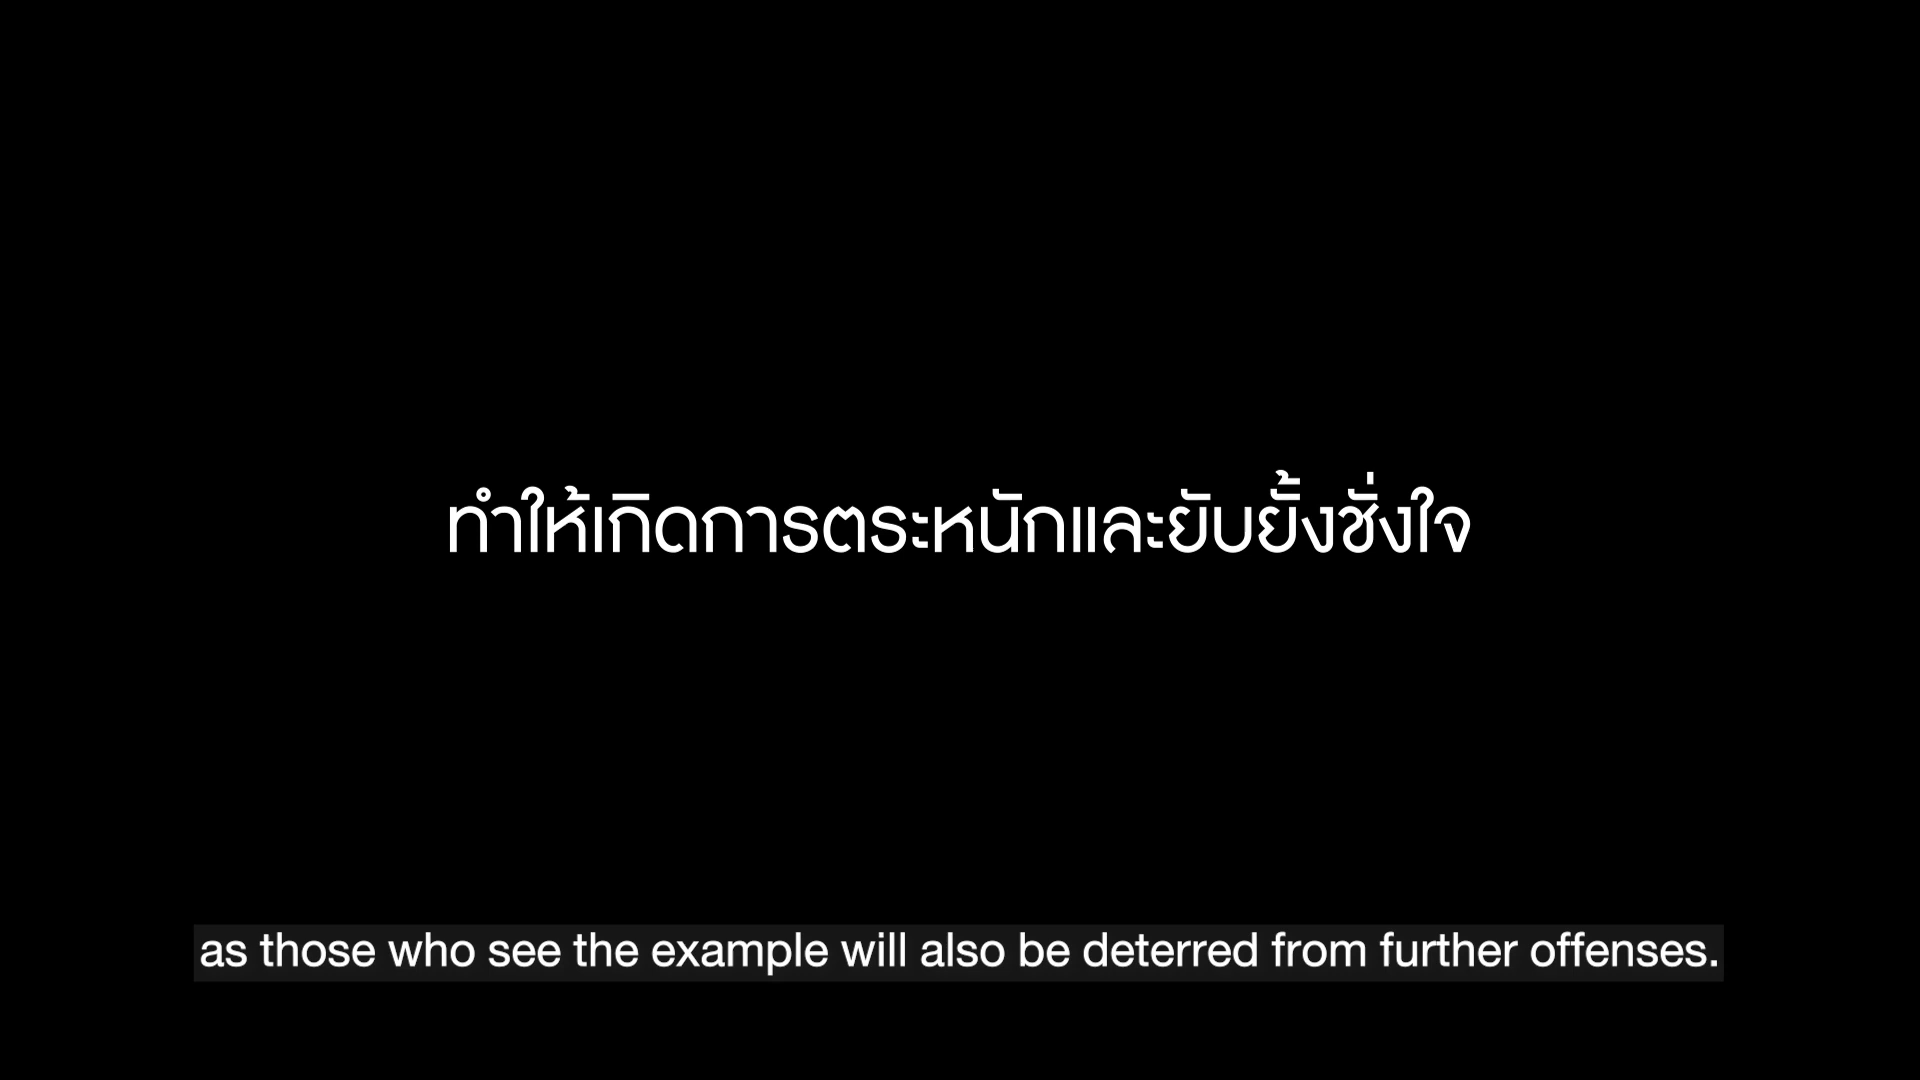 ทำให้เกิดการตระหนักและยับยั้งชั่งใจ
as those who see the example will also be deterred from further offenses.